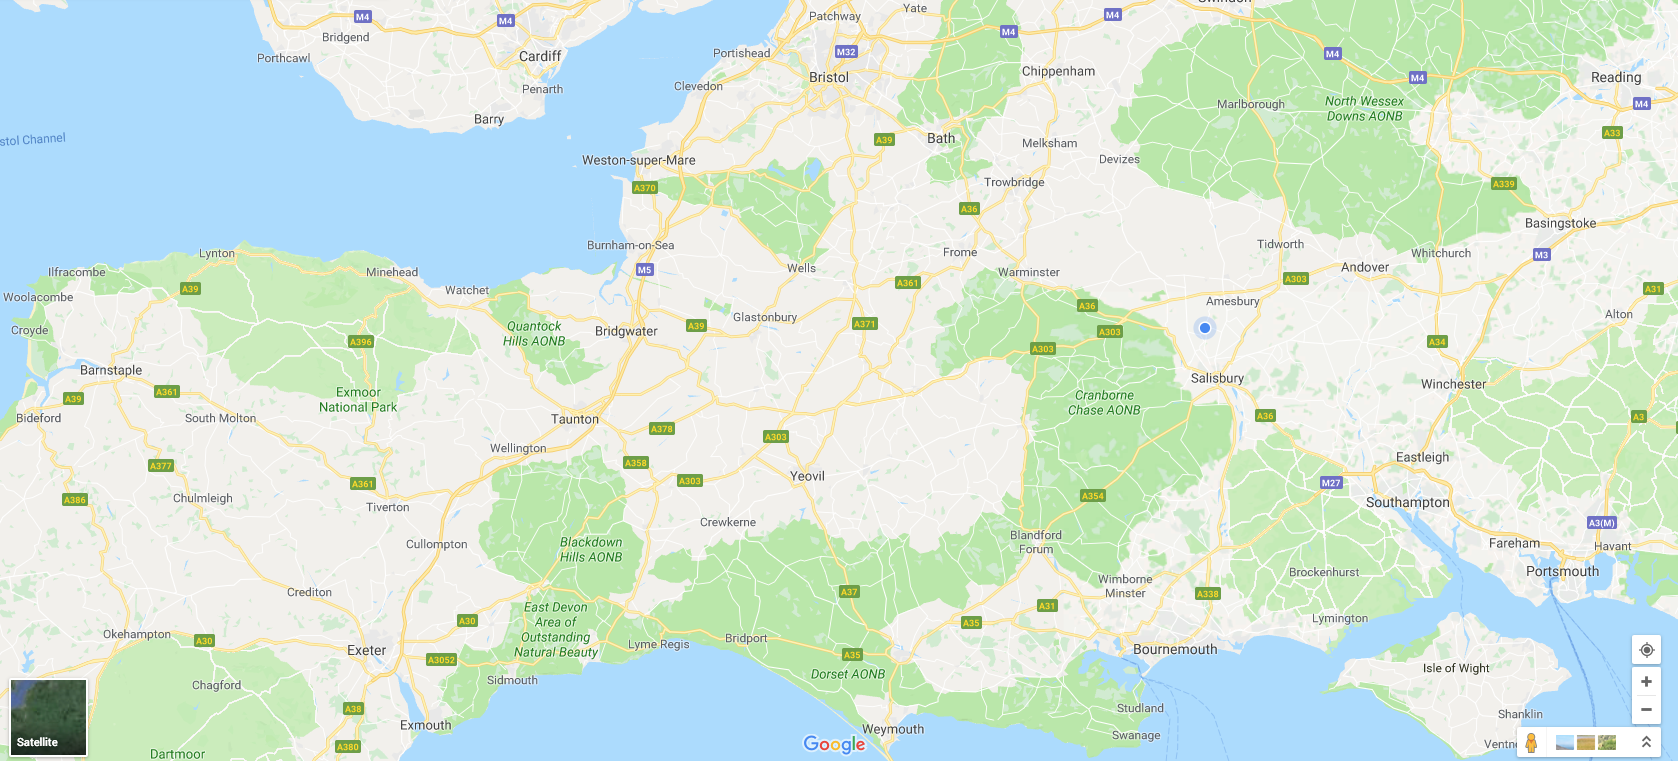 M4
M4
Patchway
Yate
M4
Swindon
Bridgend
Portishead
M32
M4
M4
Porthcawl
Cardiff
Bristol
Chippenham
M4
Reading
Penarth
Clevedon
Marlborough
North Wessex
Downs AONB
M4
Barry
A33
stol Channel
A39
Bath
Melksham
Weston-super-Mare
Devizes
A370
Trowbridge
A339
A36
Basingstoke
Burnham-on-Sea
Tidworth
Lynton
Frome
Whitchurch
M3
Ilfracombe
Minehead
M5
Wells
Warminster
A303
Andover
Woolacombe
A39
Watchet
A361
A36
Amesbury
A31
Croyde
Quantock
Hills AONB
Bridgwater
A39
Glastonbury
A371
A303
Alton
A396
A303
A34
Barnstaple
Salisbury
Winchester
A39
A361
Exmoor
National Park
Cranborne
Chase AONB
Bideford
South Molton
Taunton
A36
A3
A378
A303
Wellington
A377
A358
Eastleigh
A361
A303
Yeovil
M27
A386
Chulmleigh
Tiverton
A354
Southampton
Crewkerne
A3(M)
Cullompton
Blackdown
Hills AONB
Blandford
Forum
Fareham
Havant
Portsmouth
Crediton
A37
Wimborne
Minster
Brockenhurst
A338
East Devon
Area of
Outstanding
Natural Beauty
A31
A30
A35
Lymington
Okehampton
A30
Exeter
Lyme Regis
Bridport
A3052
A35
Bournemouth
Isle of Wight
Chagford
Sidmouth
Dorset AONB
A38
Studland
Shanklin
Exmouth
Weymouth
Swanage
Satellite
A380
Google
Ventn
Dartmoor